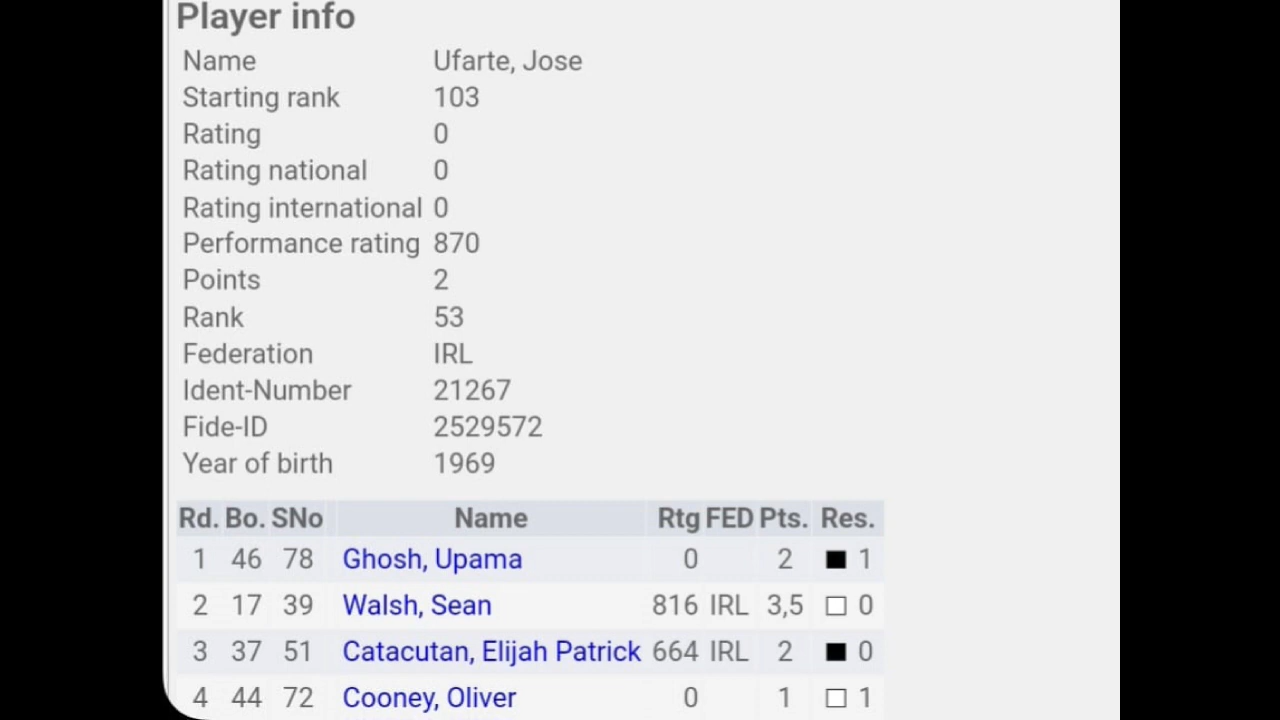 Player info
Name Ufarte, Jose
Starting rank 103
Rating 0
Rating national 0
Rating international 0
Performance rating 870
Points 2
Rank 53
Federation IRL
Ident-Number 21267
Fide-ID 2529572
Year of birth 1969
Rd. Bo. SNo Name Rtg FED Pts. Res.
1 46 78 Ghosh, Upama 0 2 ■ 1
2 17 39 Walsh, Sean 816 IRL 3,5 □ 0
3 37 51 Catacutan, Elijah Patrick 664 IRL 2 ■ 0
4 44 72 Cooney, Oliver 0 1 □ 1